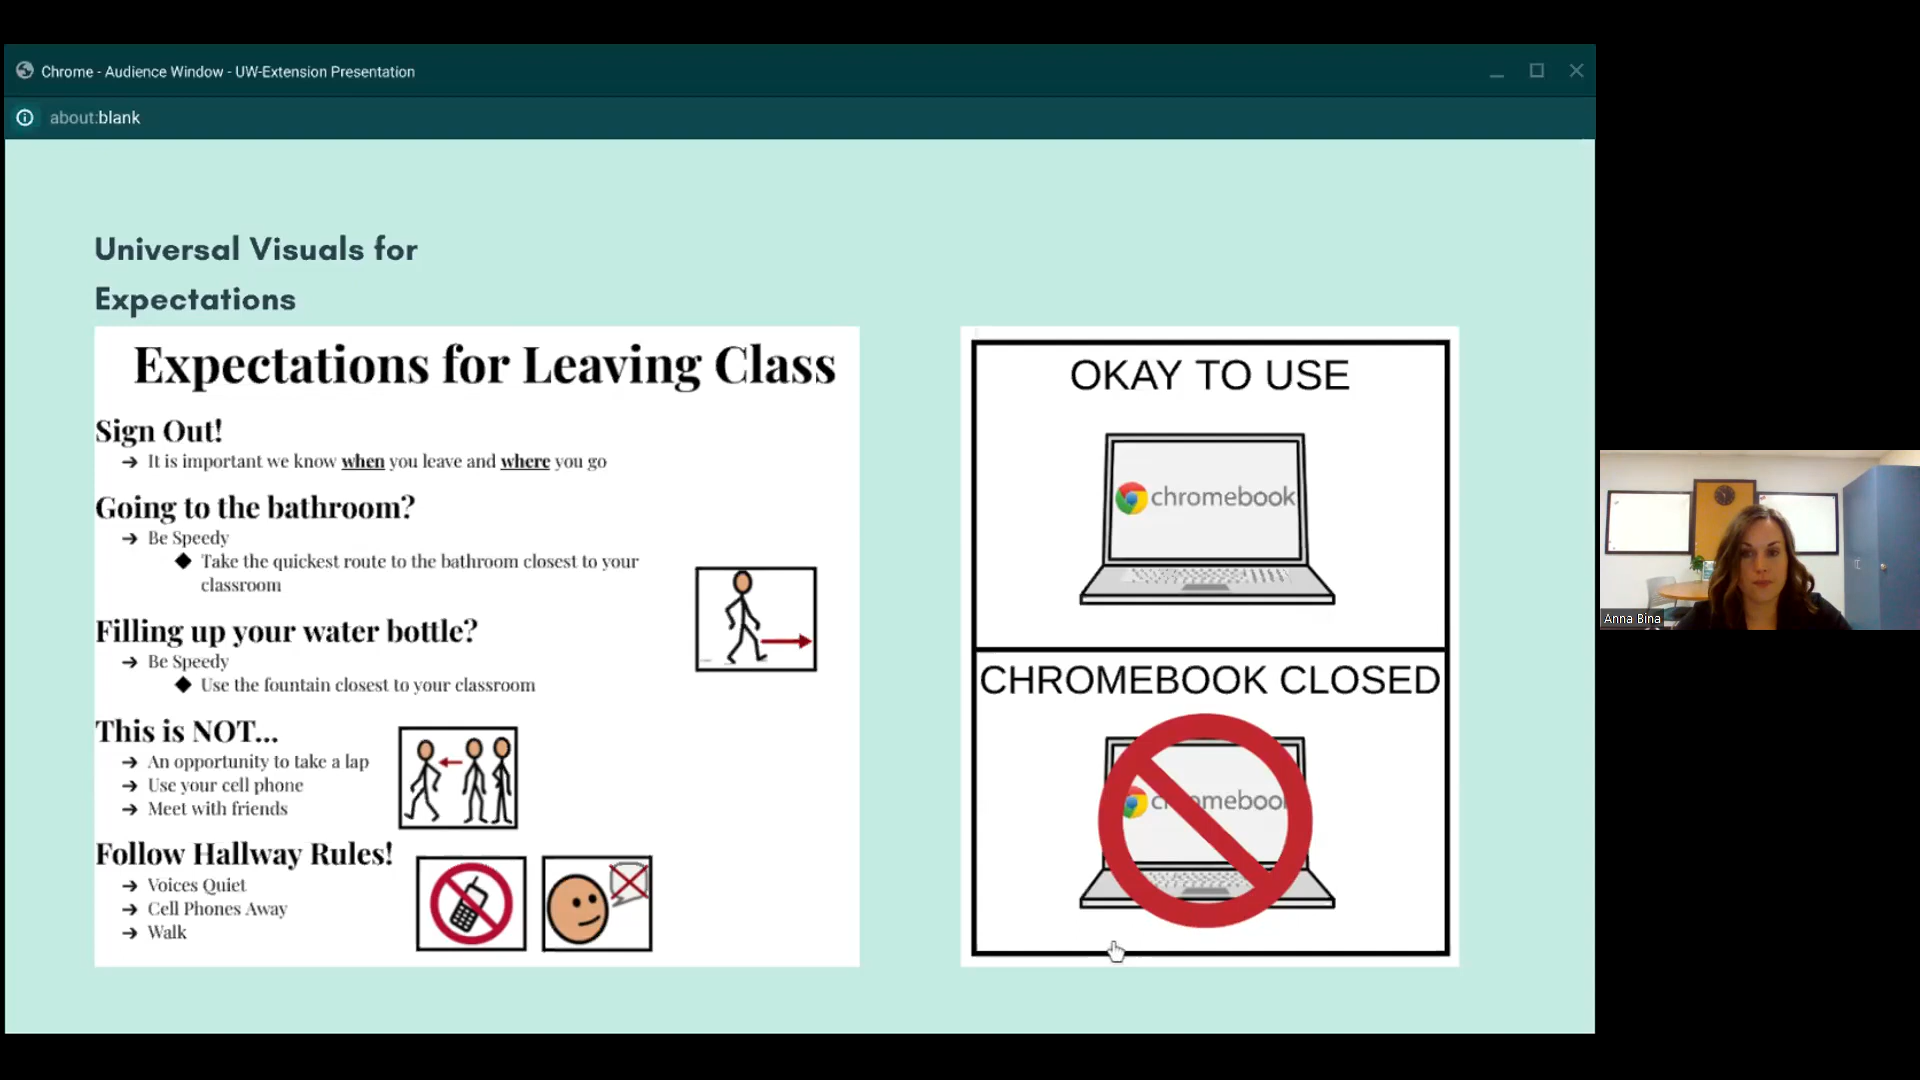 Chrome - Audience Window - UW-Extension Presentation
about:blank
Universal Visuals for
Expectations
Expectations for Leaving Class
Sign Out!
➔ It is important we know when you leave and where you go
Going to the bathroom?
➔ Be Speedy
◆ Take the quickest route to the bathroom closest to your
classroom
Filling up your water bottle?
➔ Be Speedy
◆ Use the fountain closest to your classroom
This is NOT...
➔ An opportunity to take a lap
➔ Use your cell phone
➔ Meet with friends
Follow Hallway Rules!
➔ Voices Quiet
➔ Cell Phones Away
➔ Walk
OKAY TO USE
chromebook
CHROMEBOOK CLOSED
chromebook
Anna Bina